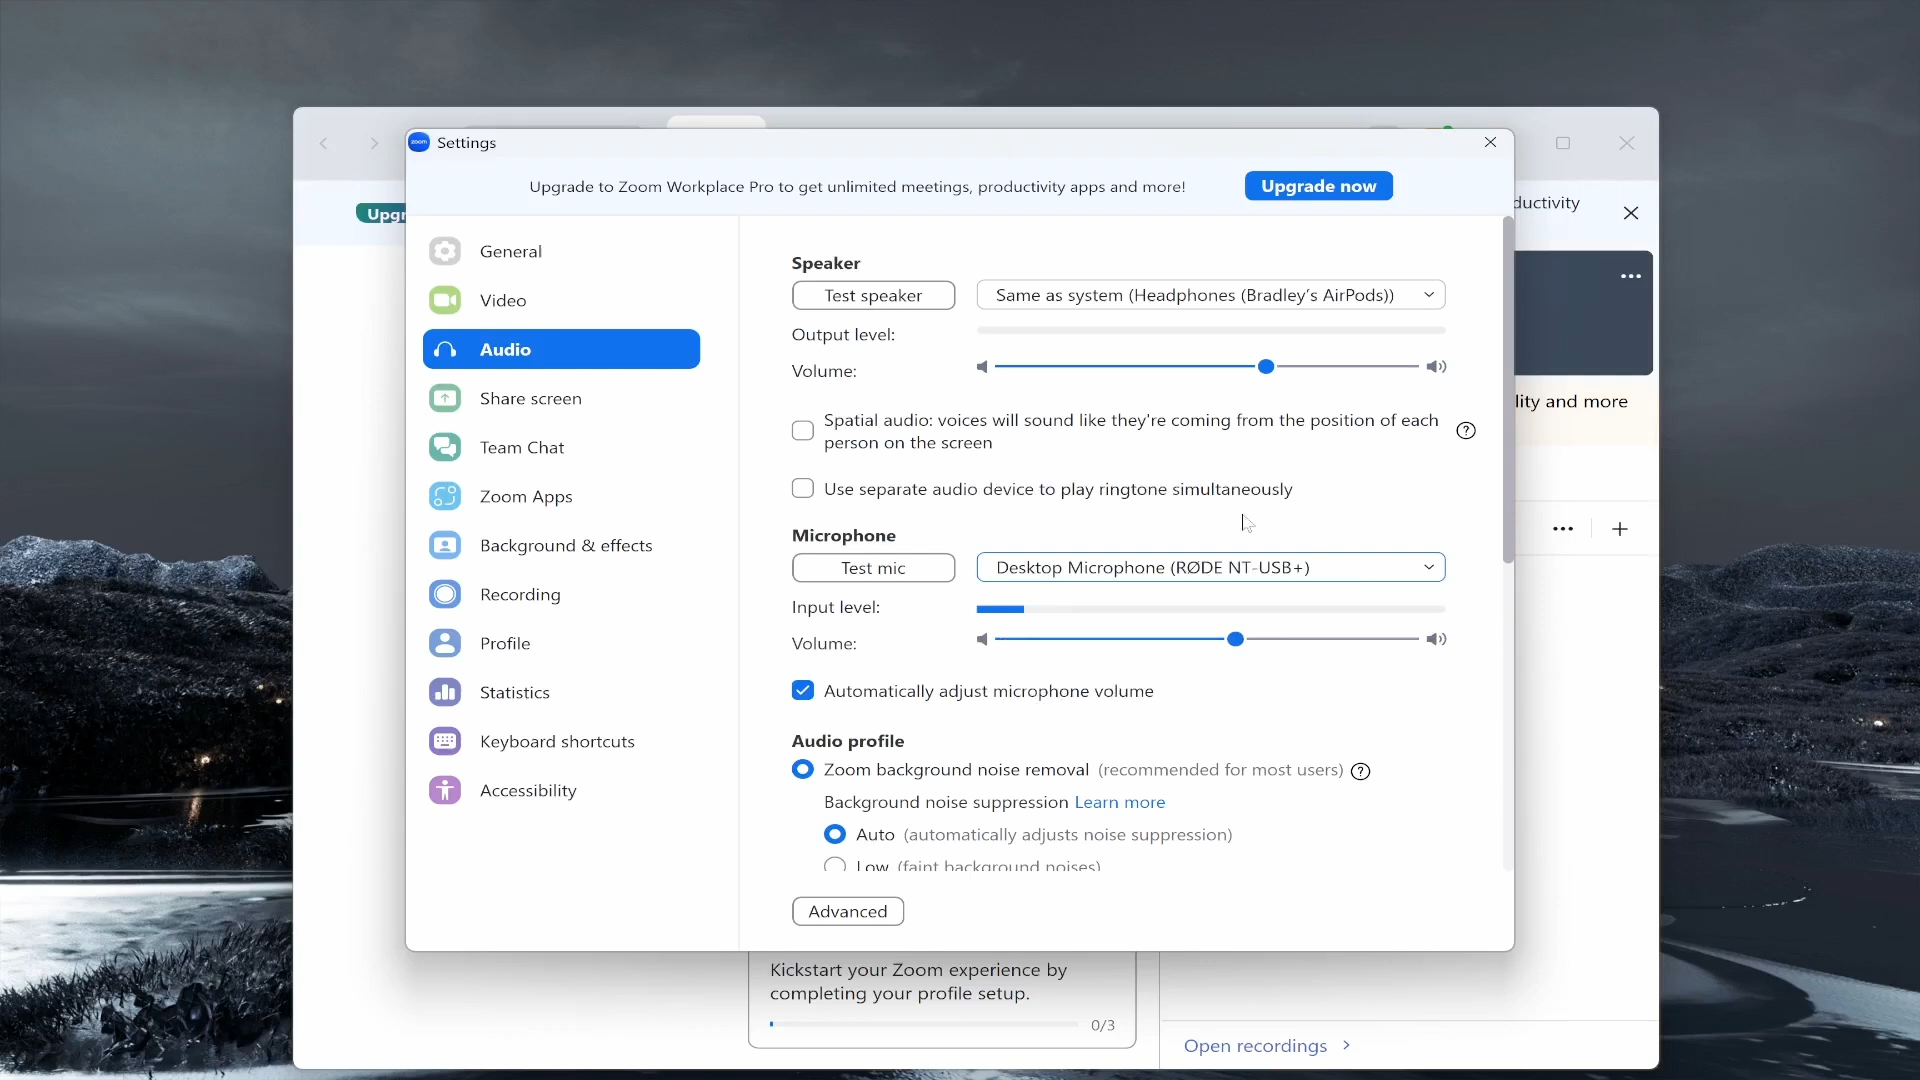 zoom
Settings
Upgrade to Zoom Workplace Pro to get unlimited meetings, productivity apps and more!
Upgrade now
Upgr
ductivity
General
Video
Audio
Share screen
Team Chat
Zoom Apps
Background & effects
Recording
Profile
Statistics
Keyboard shortcuts
Accessibility
Speaker
Test speaker
Same as system (Headphones (Bradley's AirPods))
Output level:
Volume:
Spatial audio: voices will sound like they're coming from the position of each
person on the screen
Use separate audio device to play ringtone simultaneously
Microphone
Test mic
Desktop Microphone (RØDE NT-USB+)
Input level:
Volume:
Automatically adjust microphone volume
Audio profile
Zoom background noise removal (recommended for most users)
Background noise suppression Learn more
Auto (automatically adjusts noise suppression)
Low (faint background noises)
Advanced
lity and more
Kickstart your Zoom experience by
completing your profile setup.
0/3
Open recordings